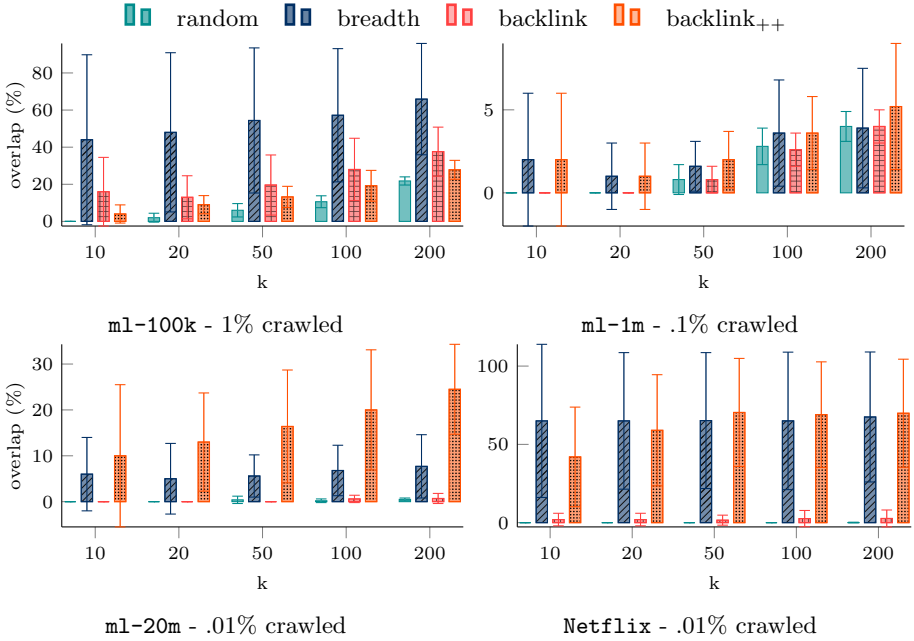 random breadth backlink backlink++
overlap (%)
80
60
40
20
0
10 20 50 100 200
k
ml-100k - 1% crawled
5
0
10 20 50 100 200
k
ml-1m - .1% crawled
overlap (%)
30
20
10
0
10 20 50 100 200
k
ml-20m - .01% crawled
100
50
0
10 20 50 100 200
k
Netflix - .01% crawled